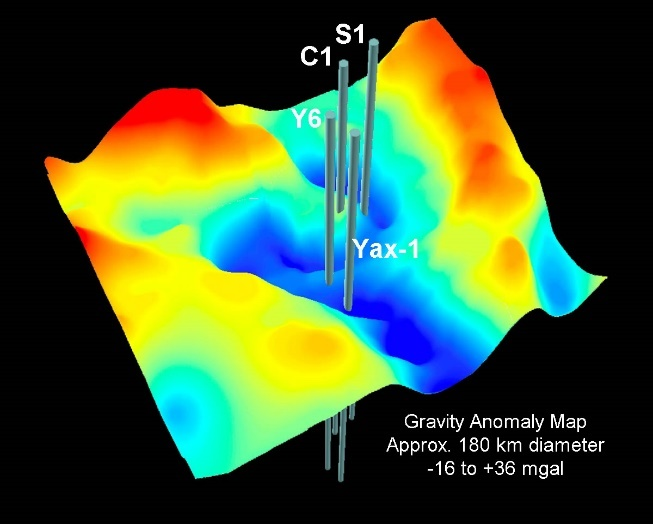 S1
C1
Y6
Yax-1
Gravity Anomaly Map
Approx. 180 km diameter
-16 to +36 mgal